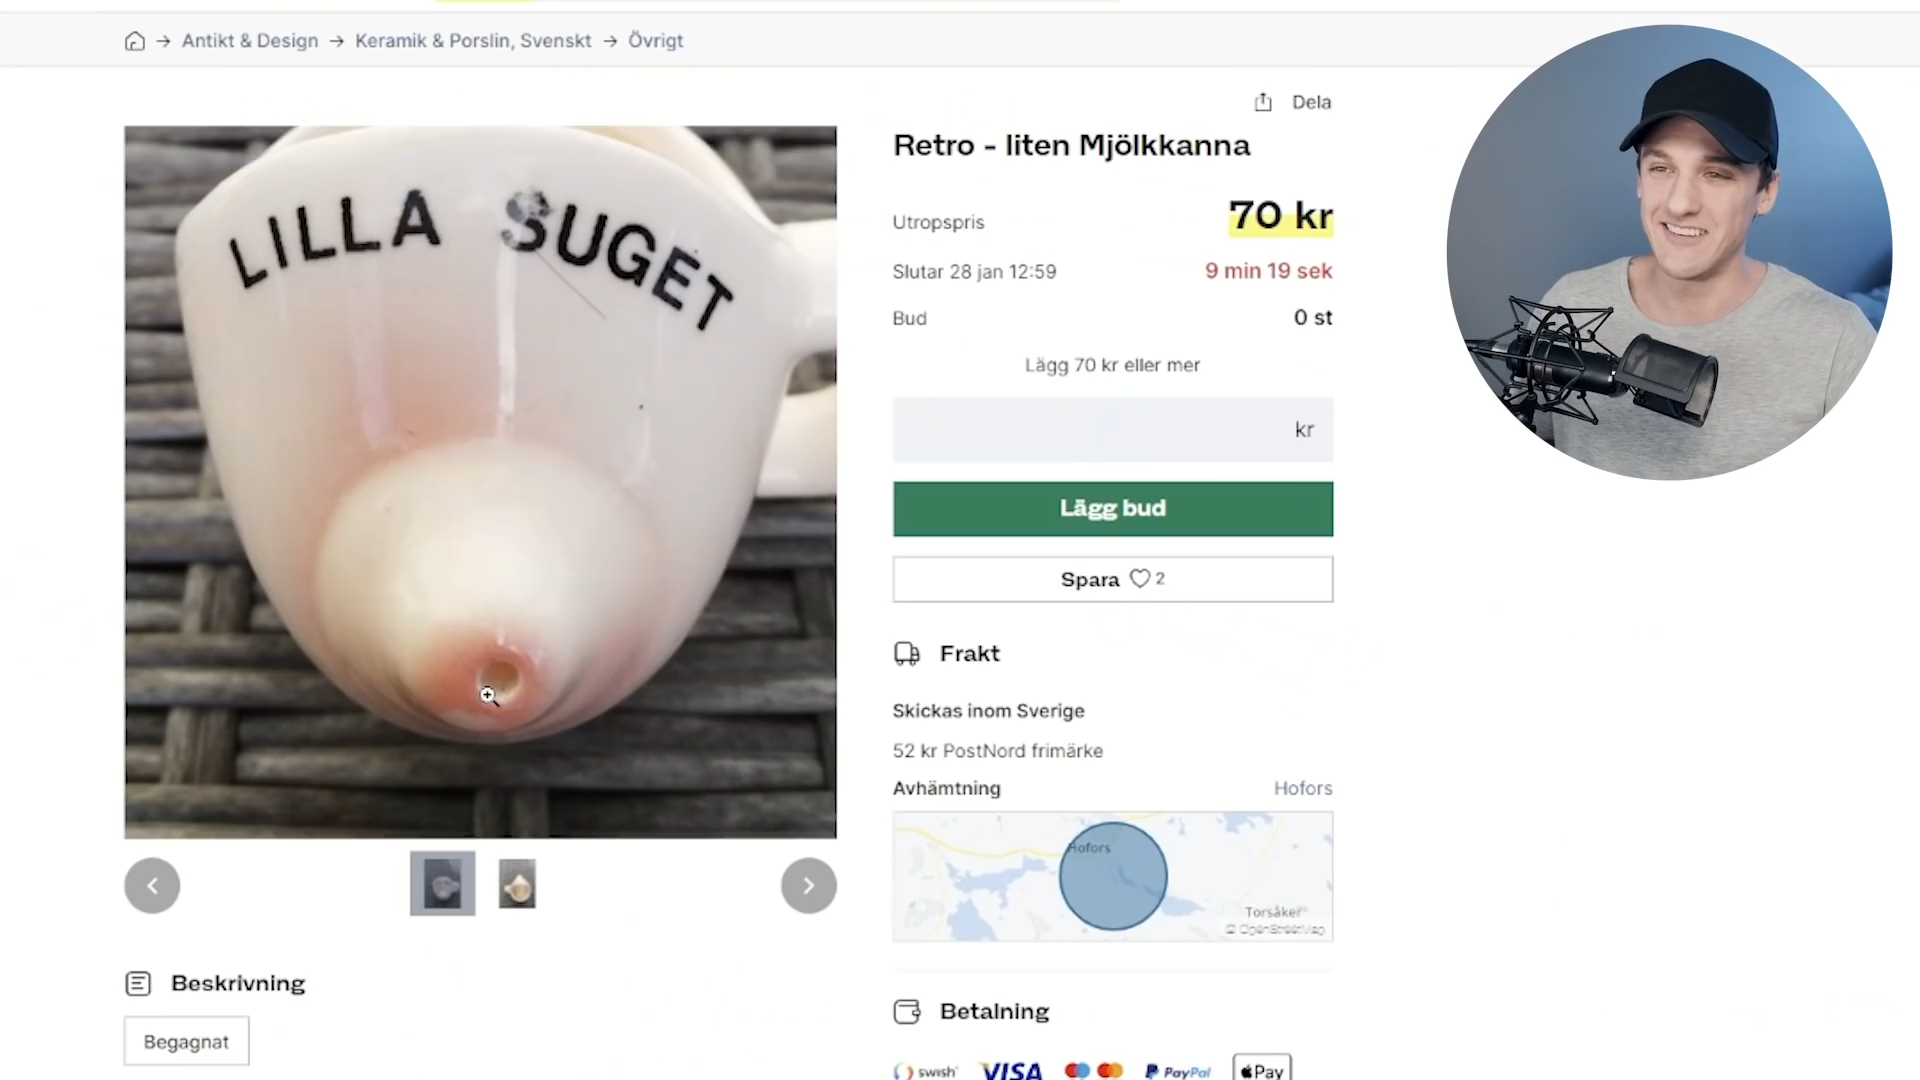 Antikt & Design → Keramik & Porslin, Svenskt → Övrigt
Dela
LILLA SUGET
Retro - liten Mjölkkanna
Utropspris 70 kr
Slutar 28 jan 12:59 9 min 19 sek
Bud 0 st
Lägg 70 kr eller mer
kr
Lägg bud
Spara 2
Frakt
Skickas inom Sverige
52 kr PostNord frimärke
Avhämtning Hofors
Hofors
Torsåker
© OpenStreetMap
Beskrivning
Begagnat
Betalning
swish VISA PayPal Pay